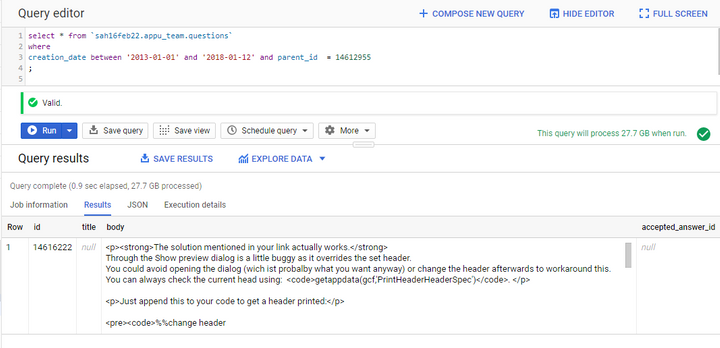 Query editor
COMPOSE NEW QUERY
HIDE EDITOR
FULL SCREEN
1 select * from `sah16feb22.appu_team.questions`
2 where
3 creation_date between '2013-01-01' and '2018-01-12' and parent_id = 14612955
4 ;
5
Valid.
Run
Save query
Save view
Schedule query
More
This query will process 27.7 GB when run.
Query results
SAVE RESULTS
EXPLORE DATA
Query complete (0.9 sec elapsed, 27.7 GB processed)
Job information Results JSON Execution details
Row id title body accepted_answer_id
1 14616222 null <p><strong>The solution mentioned in your link actually works.</strong> null
Through the Show preview dialog is a little buggy as it overrides the set header.
You could avoid opening the dialog (wich ist probalby what you want anyway) or change the header afterwards to workaround this.
You can always check the current head using: <code>getappdata(gcf,'PrintHeaderHeaderSpec')</code>. </p>
<p>Just append this to your code to get a header printed:</p>
<pre><code>%%change header